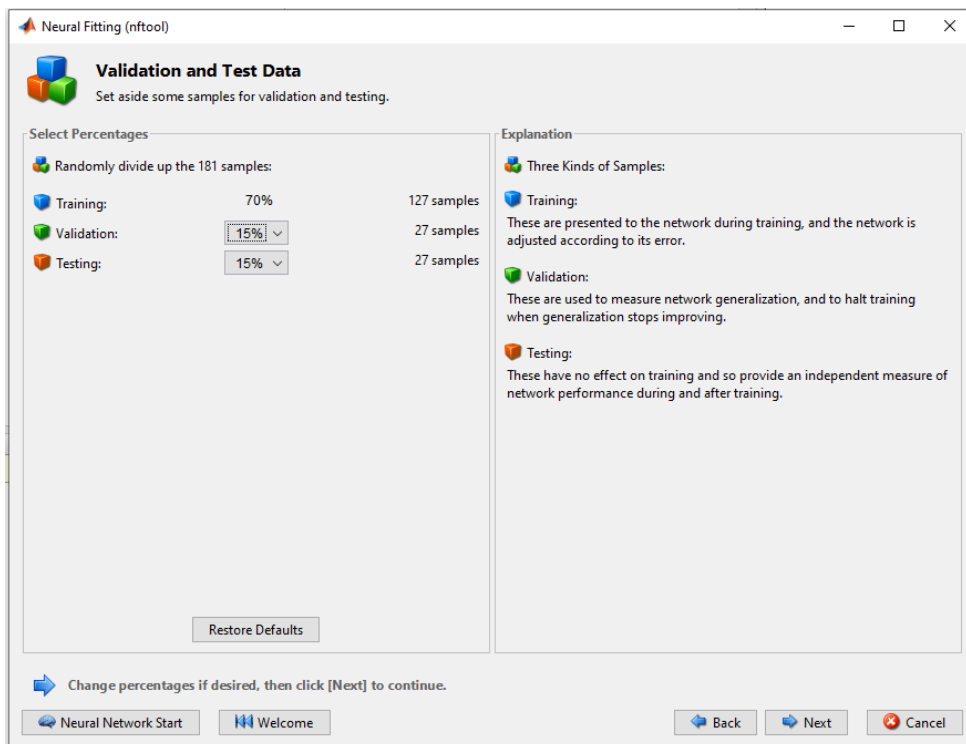 Neural Fitting (nftool)
Validation and Test Data
Set aside some samples for validation and testing.
Select Percentages
Randomly divide up the 181 samples:
Training: 70% 127 samples
Validation: 15% 27 samples
Testing: 15% 27 samples
Restore Defaults
Explanation
Three Kinds of Samples:
Training:
These are presented to the network during training, and the network is
adjusted according to its error.
Validation:
These are used to measure network generalization, and to halt training
when generalization stops improving.
Testing:
These have no effect on training and so provide an independent measure of
network performance during and after training.
Change percentages if desired, then click [Next] to continue.
Neural Network Start Welcome Back Next Cancel